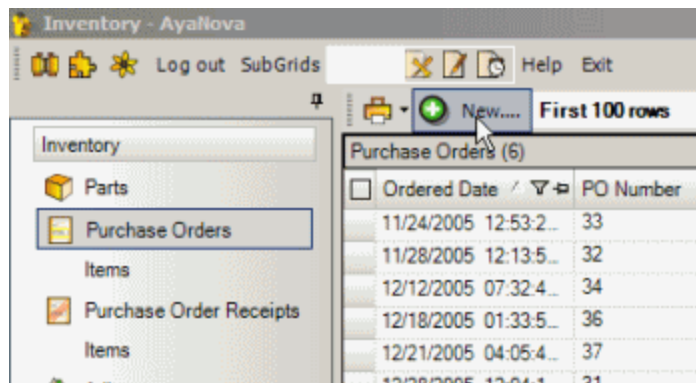 Inventory - AyaNova
Log out SubGrids Help Exit
New.... First 100 rows
Inventory
Parts
Purchase Orders
Items
Purchase Order Receipts
Items
Purchase Orders (6)
Ordered Date PO Number
11/24/2005 12:53:2... 33
11/28/2005 12:13:5... 32
12/12/2005 07:32:4... 34
12/18/2005 01:33:5... 36
12/21/2005 04:05:4... 37